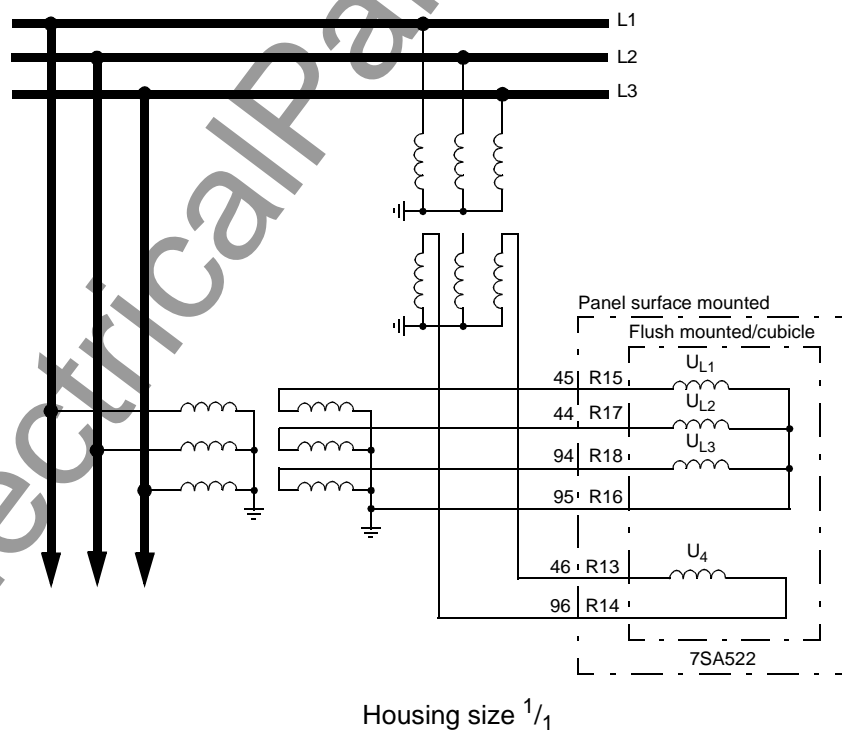 L1
L2
L3
ElectricalPa
Panel surface mounted
Flush mounted/cubicle
45 R15 U_L1
44 R17 U_L2
94 R18 U_L3
95 R16
46 R13 U_4
96 R14
7SA522
Housing size 1/1